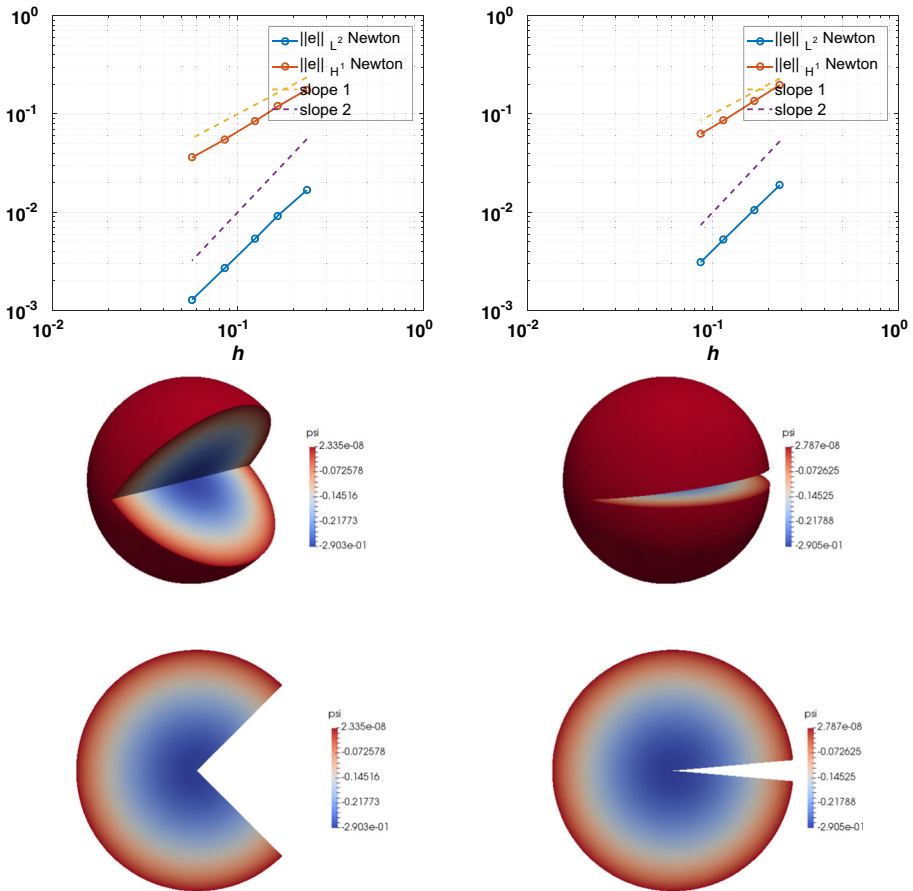 10^0
10^-1
10^-2
10^-3
10^-2
10^-1
10^0
h
||e|| L^2 Newton
||e|| H^1 Newton
slope 1
slope 2
10^0
10^-1
10^-2
10^-3
10^-2
10^-1
10^0
h
||e|| L^2 Newton
||e|| H^1 Newton
slope 1
slope 2
psi
2.335e-08
-0.072578
-0.14516
-0.21773
-2.903e-01
psi
2.787e-08
-0.072625
-0.14525
-0.21788
-2.905e-01
psi
2.335e-08
-0.072578
-0.14516
-0.21773
-2.903e-01
psi
2.787e-08
-0.072625
-0.14525
-0.21788
-2.905e-01